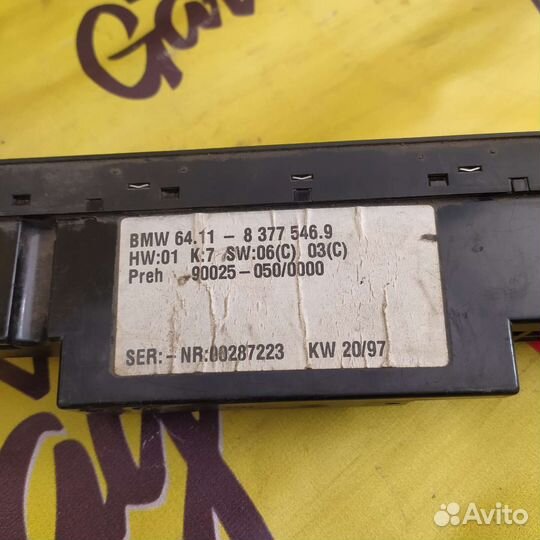 BMW 64.11 - 8 377 546.9
HW:01 K:7 SW:06(C) 03(C)
Preh 90025-050/0000
SER:-NR:00287223 KW 20/97
Avito